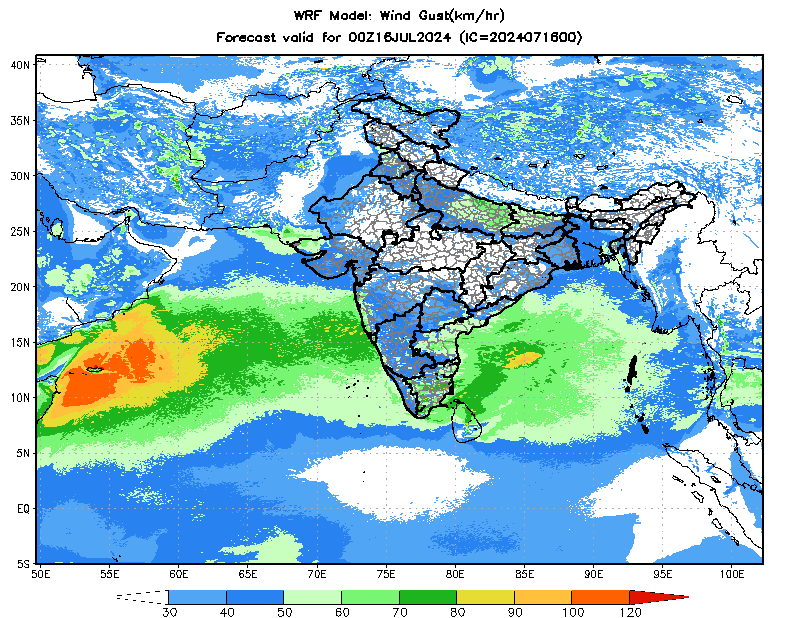 WRF Model: Wind Gust(km/hr)
Forecast valid for 00Z16JUL2024 (IC=2024071600)
40N
35N
30N
25N
20N
15N
10N
5N
EQ
5S
50E 55E 60E 65E 70E 75E 80E 85E 90E 95E 100E
30 40 50 60 70 80 90 100 120